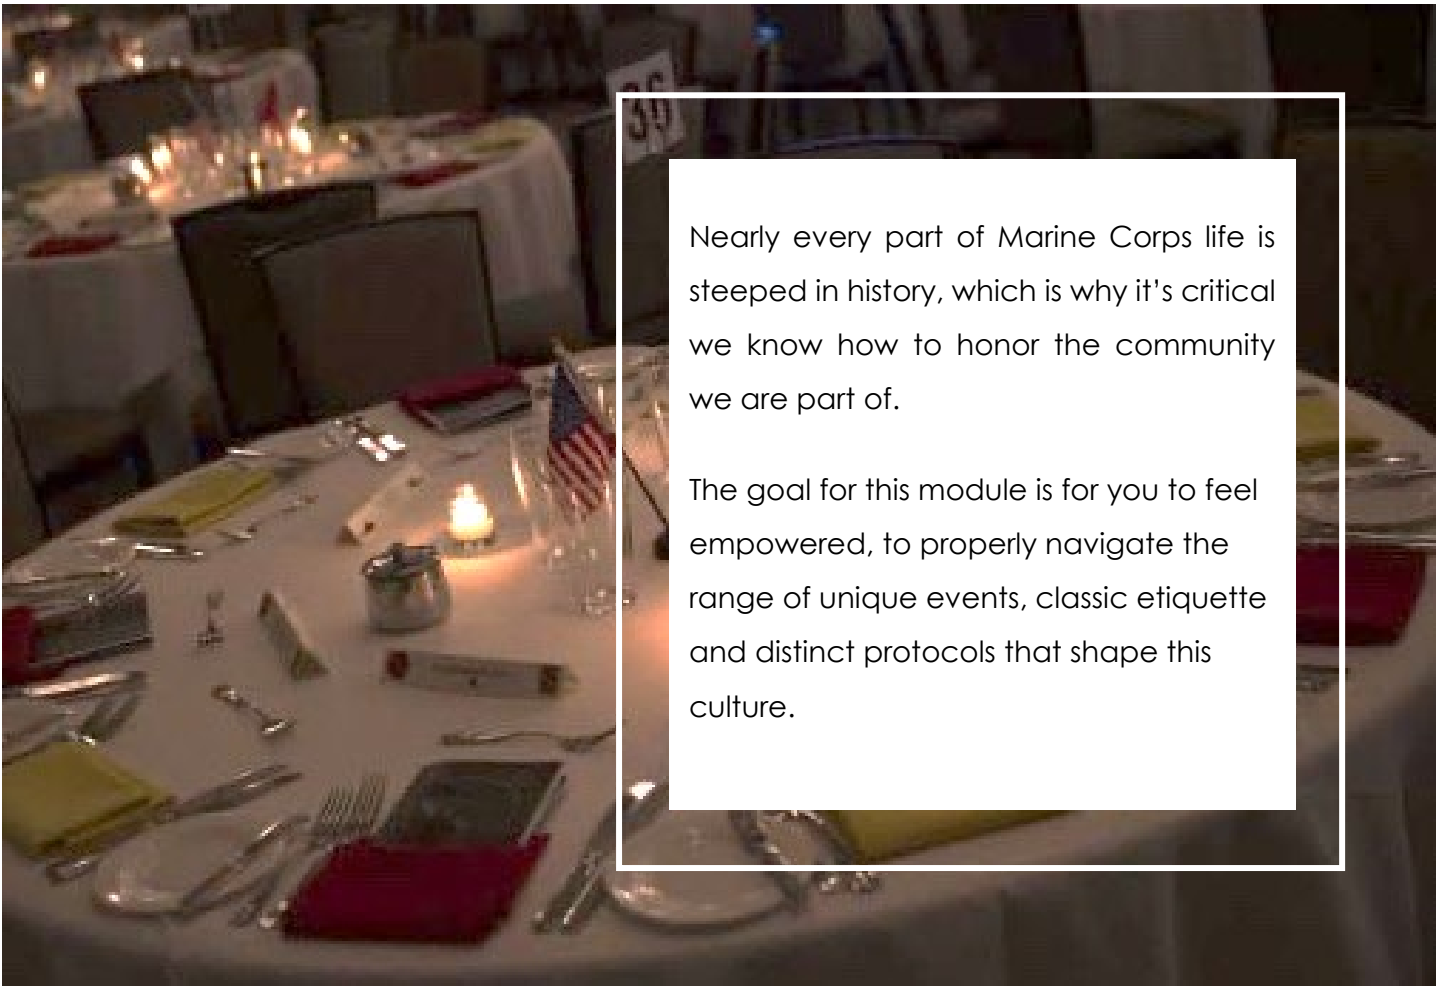 36
Nearly every part of Marine Corps life is
steeped in history, which is why it’s critical
we know how to honor the community
we are part of.
The goal for this module is for you to feel
empowered, to properly navigate the
range of unique events, classic etiquette
and distinct protocols that shape this
culture.